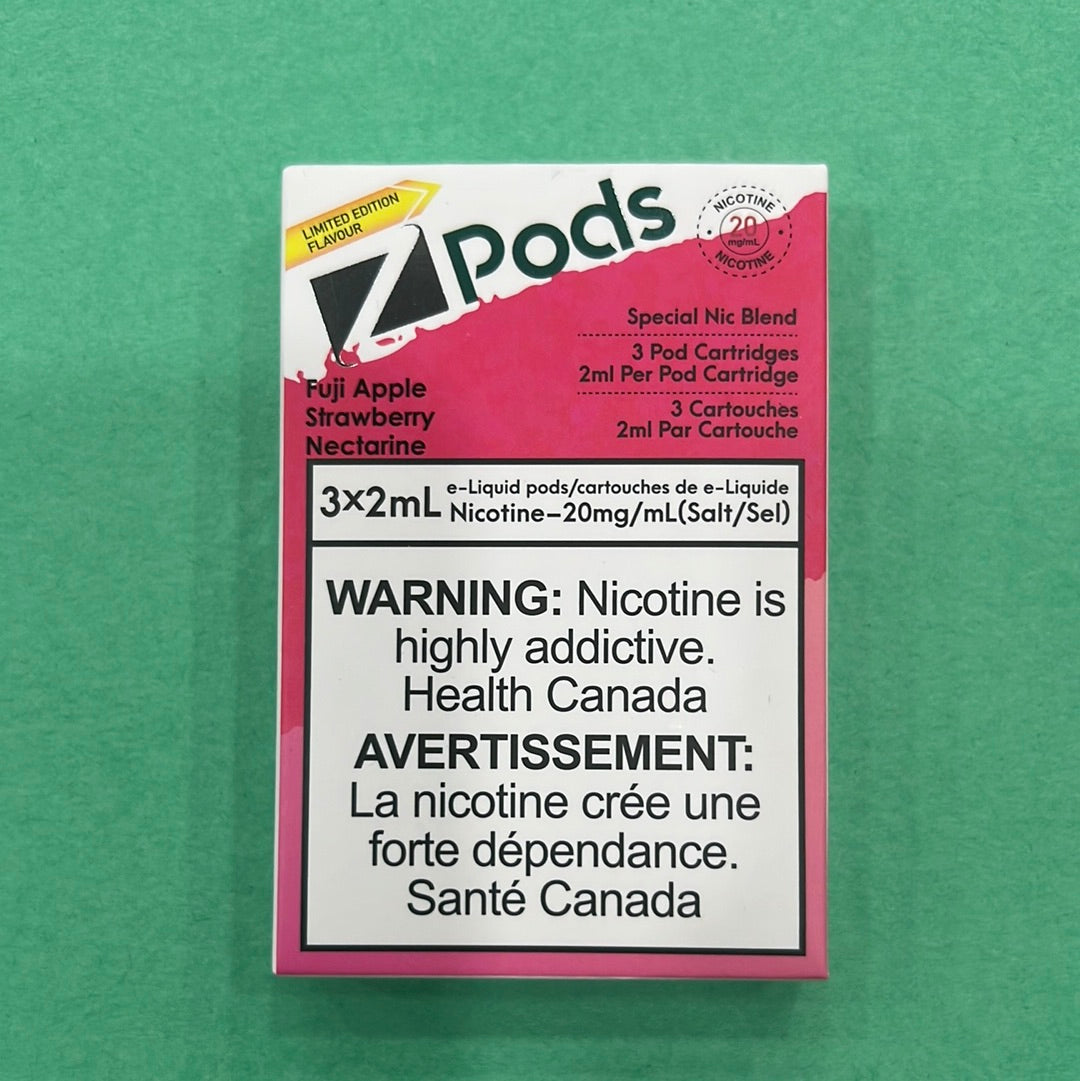 LIMITED EDITION
FLAVOUR
Z Pods
NICOTINE
20
mg/mL
NICOTINE
Special Nic Blend
3 Pod Cartridges
2ml Per Pod Cartridge
3 Cartouches
2ml Par Cartouche
Fuji Apple
Strawberry
Nectarine
3×2mL
e-Liquid pods/cartouches de e-Liquide
Nicotine–20mg/mL(Salt/Sel)
WARNING: Nicotine is
highly addictive.
Health Canada
AVERTISSEMENT:
La nicotine crée une
forte dépendance.
Santé Canada